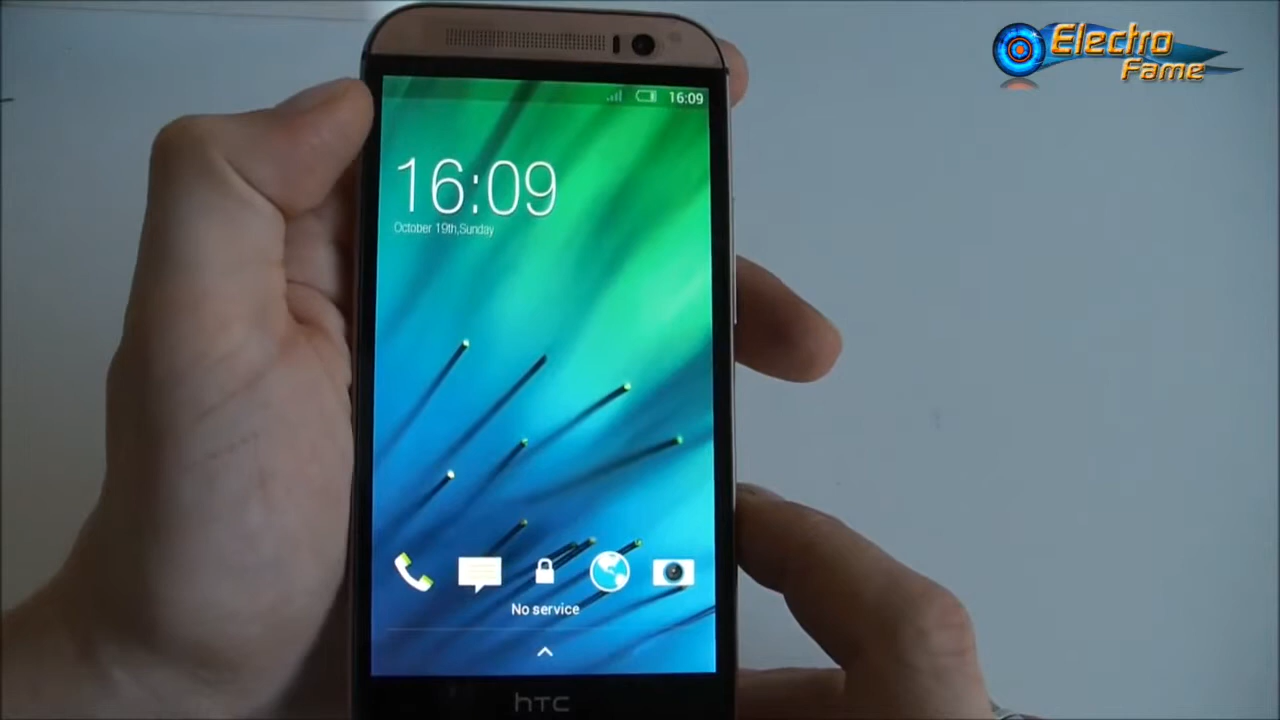 Electro
Fame
16:09
16:09
October 19th,Sunday
No service
hTC